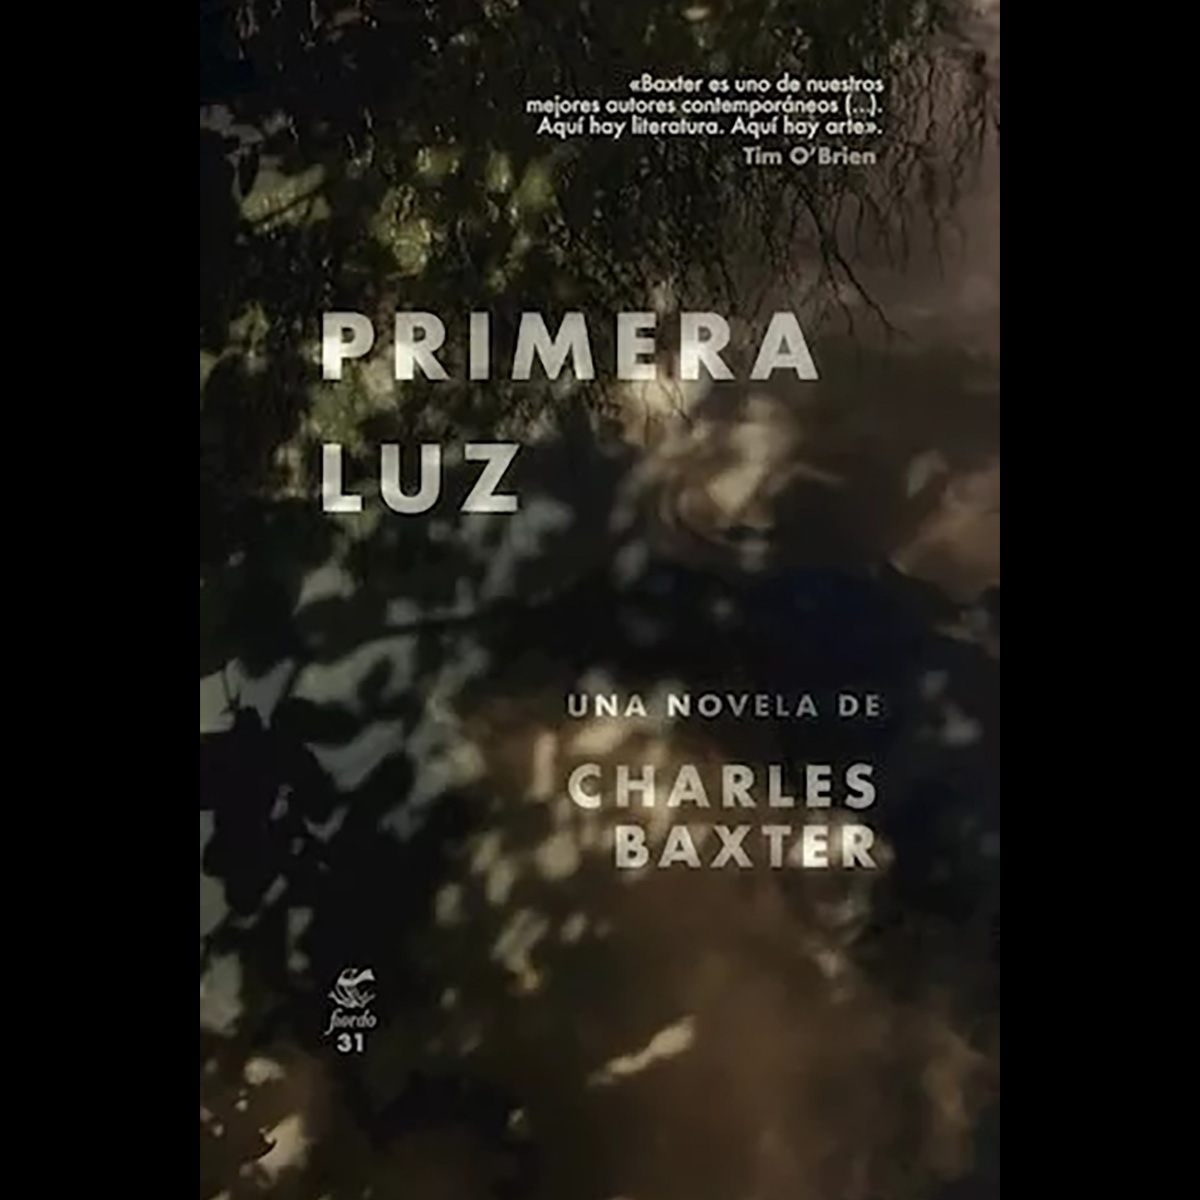 «Baxter es uno de nuestros
mejores autores contemporáneos (...).
Aquí hay literatura. Aquí hay arte».
Tim O'Brien
PRIMERA
LUZ
UNA NOVELA DE
CHARLES
BAXTER
fiordo
31